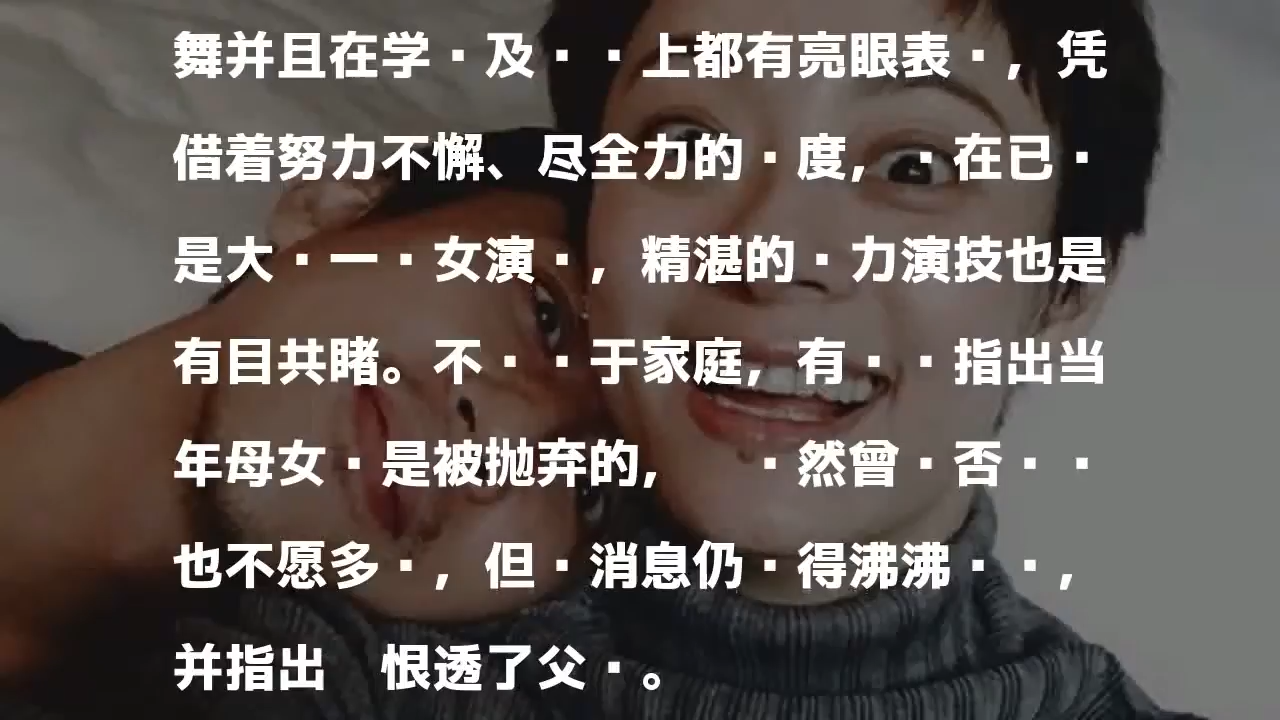 舞并且在学·及··上都有亮眼表·，凭
借着努力不懈、尽全力的·度，·在已·
是大·一·女演·，精湛的·力演技也是
有目共睹。不··于家庭，有··指出当
年母女·是被抛弃的，　·然曾·否··
也不愿多·，但·消息仍·得沸沸··，
并指出　恨透了父·。